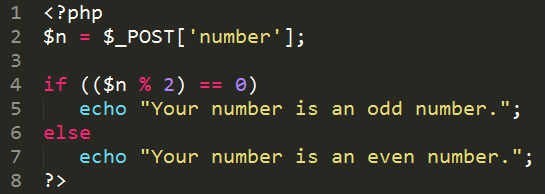 1 <?php
2 $n = $_POST['number'];
3
4 if (($n % 2) == 0)
5 echo "Your number is an odd number.";
6 else
7 echo "Your number is an even number.";
8 ?>